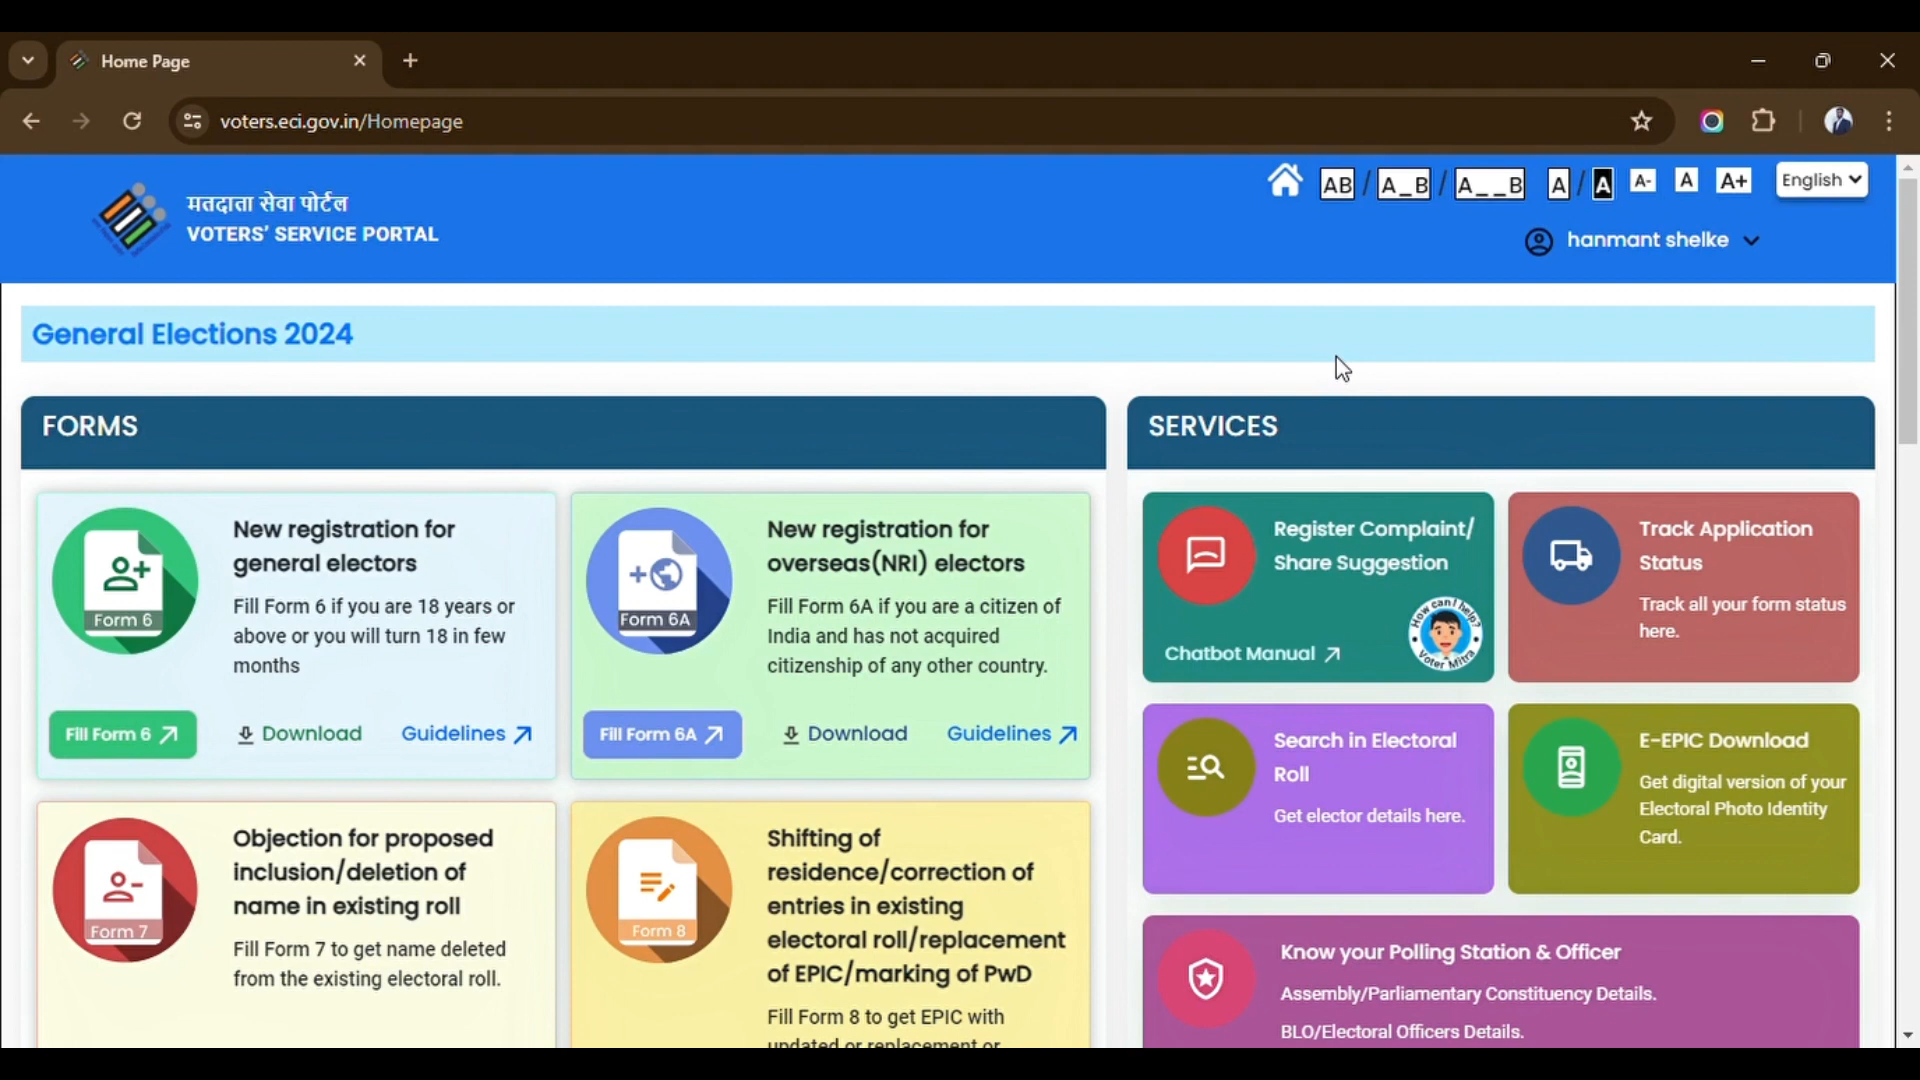 Home Page
voters.eci.gov.in/Homepage
मतदाता सेवा पोर्टल
VOTERS' SERVICE PORTAL
AB / A_B / A__B A / A A- A A+ English
hanmant shelke
General Elections 2024
FORMS
New registration for
general electors
Fill Form 6 if you are 18 years or
above or you will turn 18 in few
months
Form 6
Fill Form 6 Download Guidelines
New registration for
overseas(NRI) electors
Fill Form 6A if you are a citizen of
India and has not acquired
citizenship of any other country.
Form 6A
Fill Form 6A Download Guidelines
Objection for proposed
inclusion/deletion of
name in existing roll
Fill Form 7 to get name deleted
from the existing electoral roll.
Form 7
Shifting of
residence/correction of
entries in existing
electoral roll/replacement
of EPIC/marking of PwD
Fill Form 8 to get EPIC with
updated or replacement or
Form 8
SERVICES
Register Complaint/
Share Suggestion
Chatbot Manual
How can I help?
Voter Mitra
Track Application
Status
Track all your form status
here.
Search in Electoral
Roll
Get elector details here.
E-EPIC Download
Get digital version of your
Electoral Photo Identity
Card.
Know your Polling Station & Officer
Assembly/Parliamentary Constituency Details.
BLO/Electoral Officers Details.